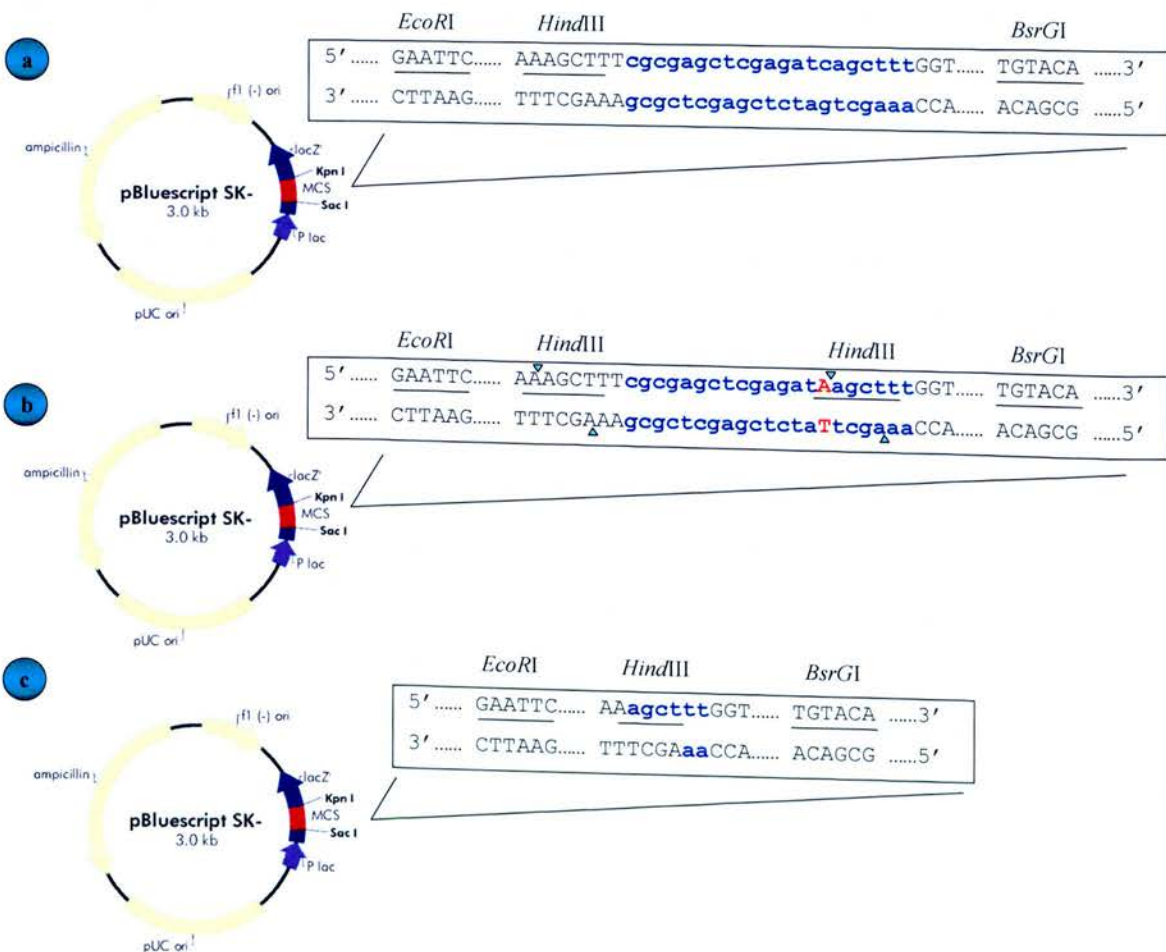 a
EcoRI HindIII BsrGI
5′ ...... GAATTC...... AAAGCTTTcgcgagctcgagatcagctttGGT...... TGTACA ......3′
3′ ...... CTTAAG...... TTTCGAAAgcgctcgagctctagtcgaaaCCA...... ACAGCG ......5′
f1 (-) ori
ampicillin
lacZ'
Kpn I
pBluescript SK-
MCS
3.0 kb
Sac I
P lac
pUC ori
b
EcoRI HindIII HindIII BsrGI
5′ ...... GAATTC...... AAAGCTTTcgcgagctcgagatAagctttGGT...... TGTACA ......3′
3′ ...... CTTAAG...... TTTCGAAAgcgctcgagctctaTtcgaaaCCA...... ACAGCG ......5′
f1 (-) ori
ampicillin
lacZ'
Kpn I
pBluescript SK-
MCS
3.0 kb
Sac I
P lac
pUC ori
c
EcoRI HindIII BsrGI
5′ ...... GAATTC...... AAagctttGGT...... TGTACA ......3′
3′ ...... CTTAAG...... TTTCGAaaCCA...... ACAGCG ......5′
f1 (-) ori
ampicillin
lacZ'
Kpn I
pBluescript SK-
MCS
3.0 kb
Sac I
P lac
pUC ori